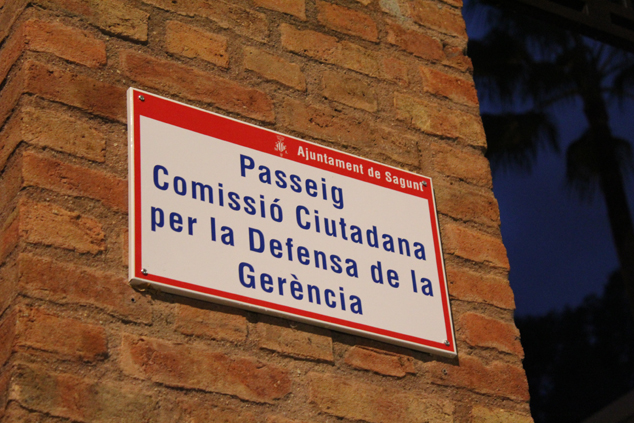 Ajuntament de Sagunt
Passeig
Comissió Ciutadana
per la Defensa de la
Gerència